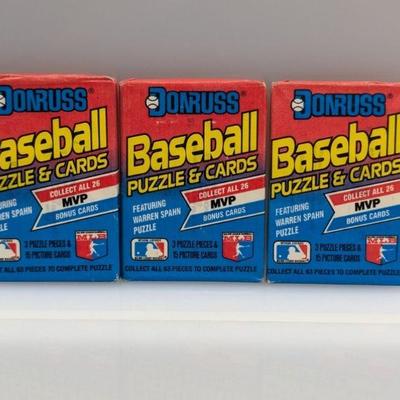 DONRUSS
Baseball
PUZZLE & CARDS
COLLECT ALL 26
MVP
BONUS CARDS
FEATURING
WARREN SPAHN
PUZZLE
3 PUZZLE PIECES &
15 PICTURE CARDS
COLLECT ALL 63 PIECES TO COMPLETE PUZZLE
DONRUSS
Baseball
PUZZLE & CARDS
COLLECT ALL 26
MVP
BONUS CARDS
FEATURING
WARREN SPAHN
PUZZLE
3 PUZZLE PIECES &
15 PICTURE CARDS
COLLECT ALL 63 PIECES TO COMPLETE PUZZLE
DONRUSS
Baseball
PUZZLE & CARDS
COLLECT ALL 26
MVP
BONUS CARDS
FEATURING
WARREN SPAHN
PUZZLE
3 PUZZLE PIECES &
15 PICTURE CARDS
COLLECT ALL 63 PIECES TO COMPLETE PUZZLE